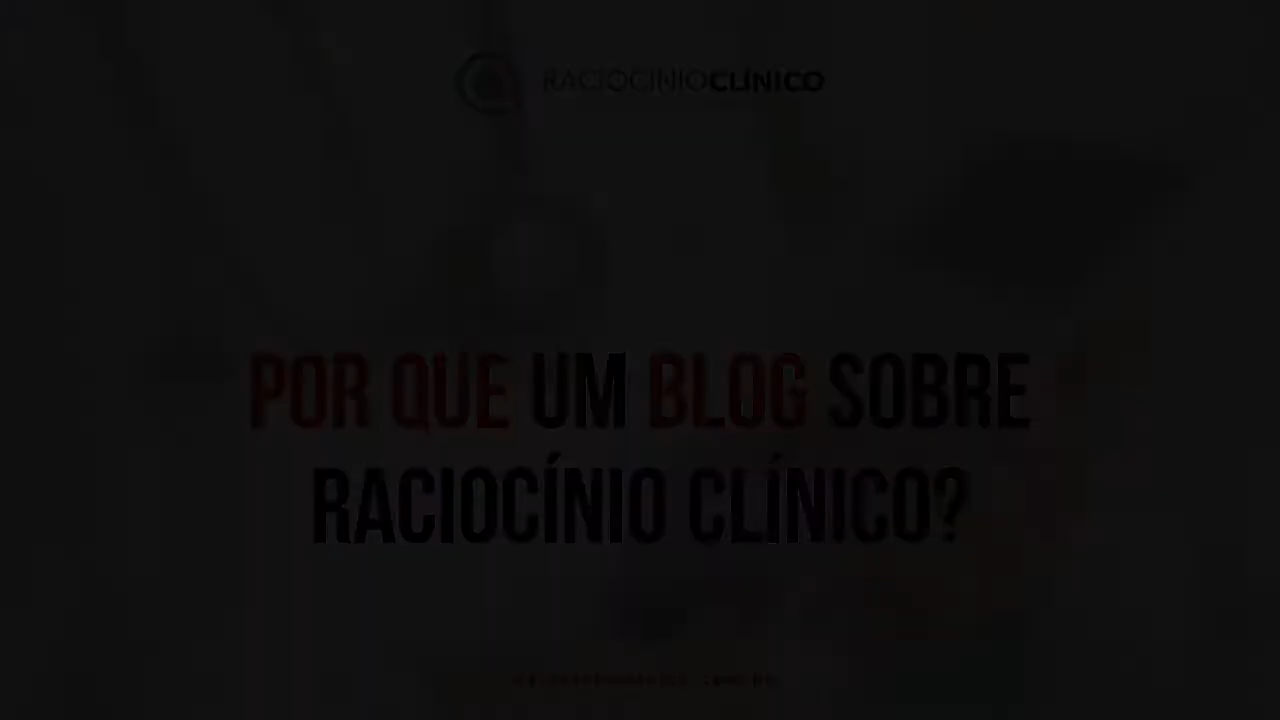 RACIOCÍNIOCLÍNICO
POR QUE UM BLOG SOBRE
RACIOCÍNIO CLÍNICO?